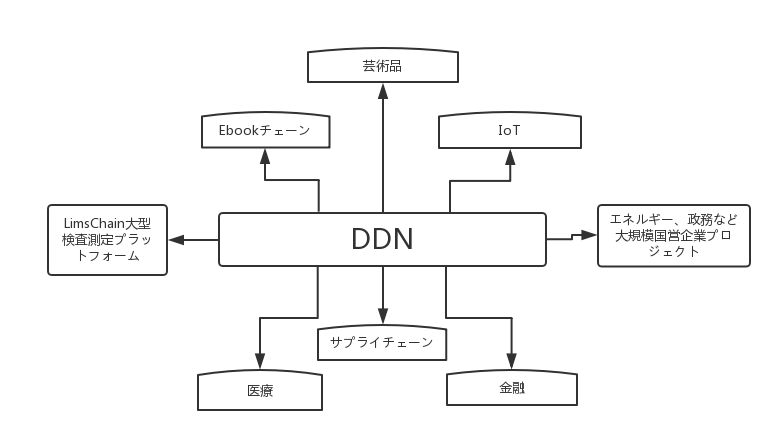 芸術品
Ebookチェーン
IoT
LimsChain大型
検査測定プラッ
トフォーム
DDN
エネルギー、政務など
大規模国営企業プロ
ジェクト
サプライチェーン
医療
金融